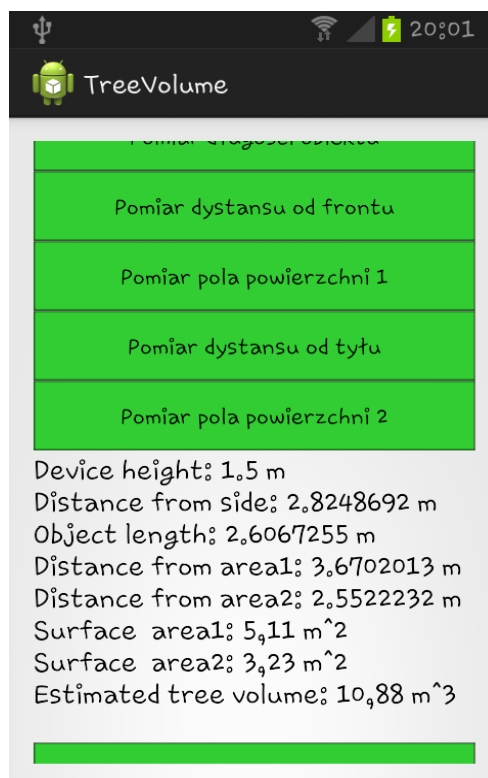 20:01
TreeVolume
Pomiar długości obiektu
Pomiar dystansu od frontu
Pomiar pola powierzchni 1
Pomiar dystansu od tyłu
Pomiar pola powierzchni 2
Device height: 1.5 m
Distance from side: 2.8248692 m
Object length: 2.6067255 m
Distance from area1: 3.6702013 m
Distance from area2: 2.5522232 m
Surface  area1: 5,11 m^2
Surface  area2: 3,23 m^2
Estimated tree volume: 10,88 m^3